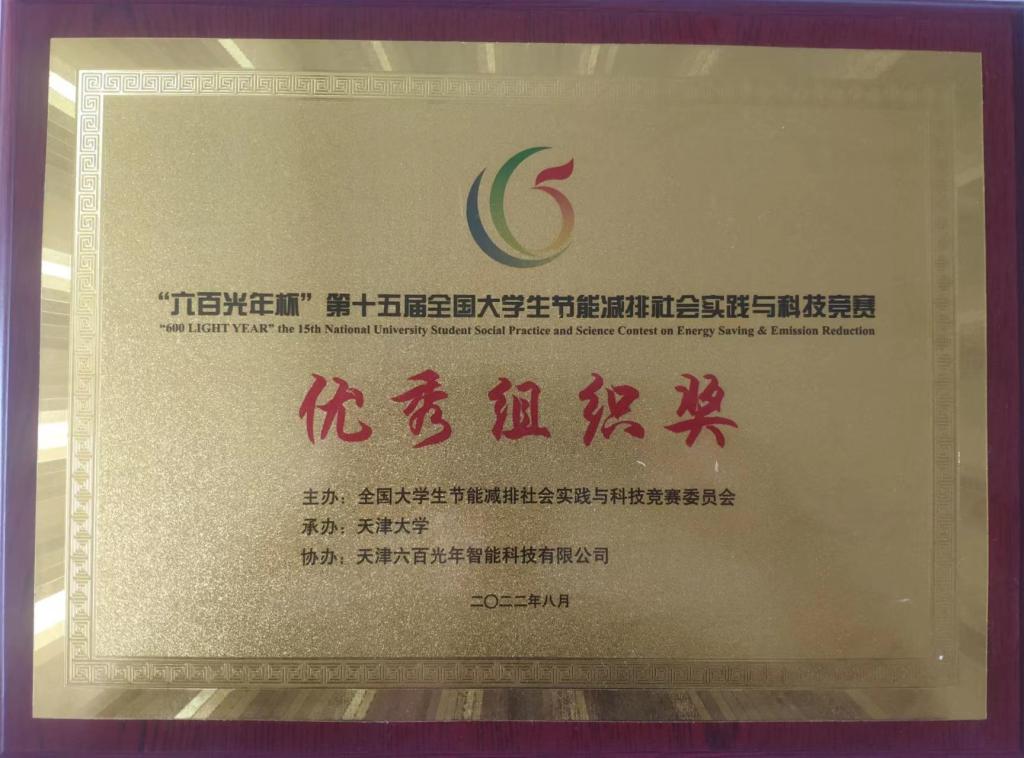 “六百光年杯”第十五届全国大学生节能减排社会实践与科技竞赛
“600 LIGHT YEAR” the 15th National University Student Social Practice and Science Contest on Energy Saving & Emission Reduction
优秀组织奖
主办：全国大学生节能减排社会实践与科技竞赛委员会
承办：天津大学
协办：天津六百光年智能科技有限公司
二〇二二年八月